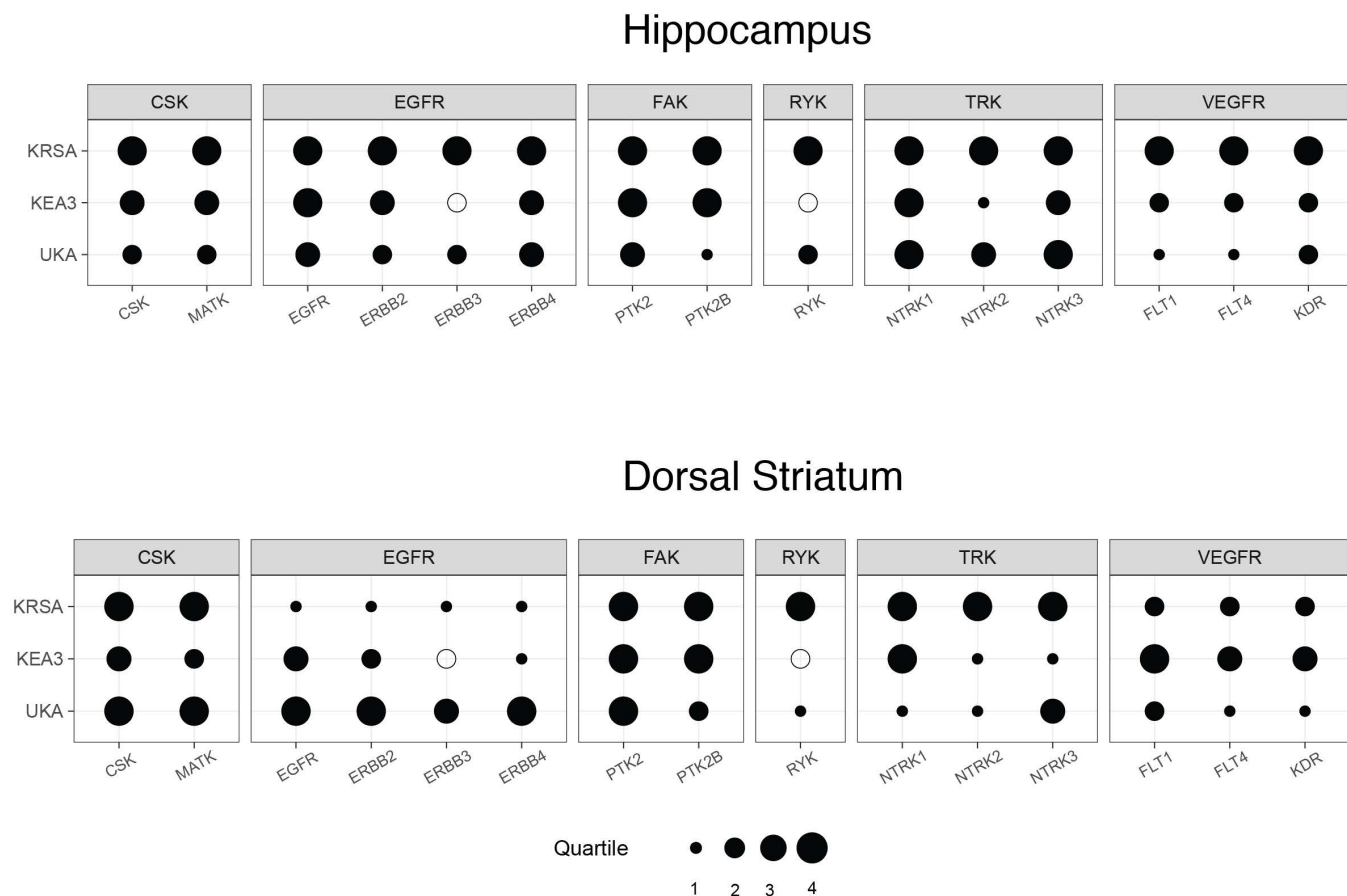 Hippocampus
CSK EGFR FAK RYK TRK VEGFR
KRSA
KEA3
UKA
CSK MATK EGFR ERBB2 ERBB3 ERBB4 PTK2 PTK2B RYK NTRK1 NTRK2 NTRK3 FLT1 FLT4 KDR
Dorsal Striatum
CSK EGFR FAK RYK TRK VEGFR
KRSA
KEA3
UKA
CSK MATK EGFR ERBB2 ERBB3 ERBB4 PTK2 PTK2B RYK NTRK1 NTRK2 NTRK3 FLT1 FLT4 KDR
Quartile
1 2 3 4